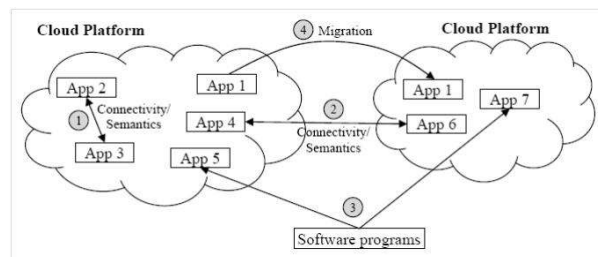 Cloud Platform
Cloud Platform
4 Migration
App 2
App 1
App 1
App 7
1
Connectivity/
Semantics
2
App 4
App 6
Connectivity/
Semantics
App 3
App 5
3
Software programs